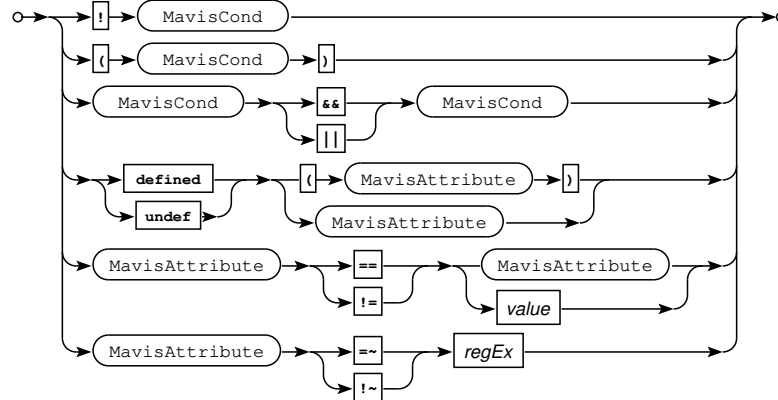 ! MavisCond
( MavisCond )
MavisCond && MavisCond
||
defined ( MavisAttribute )
undef MavisAttribute
MavisAttribute == MavisAttribute
!= value
MavisAttribute =~ regEx
!~